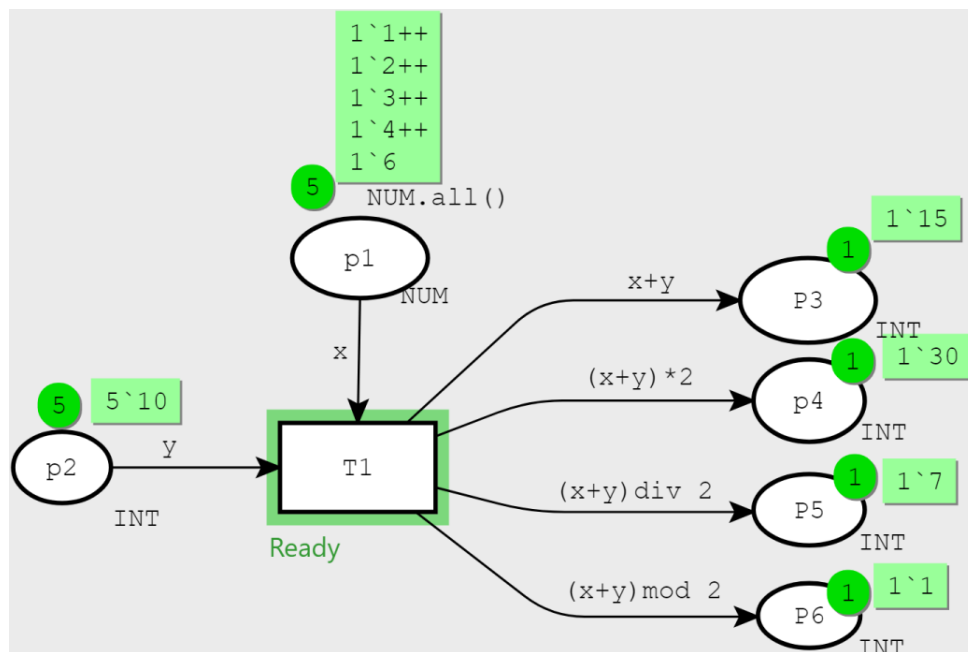 1`1++
1`2++
1`3++
1`4++
1`6
5
NUM.all()
p1
NUM
x
5
5`10
p2
y
INT
T1
Ready
x+y
1
1`15
P3
INT
(x+y)*2
1
1`30
p4
INT
(x+y)div 2
1
1`7
P5
INT
(x+y)mod 2
1
1`1
P6
INT